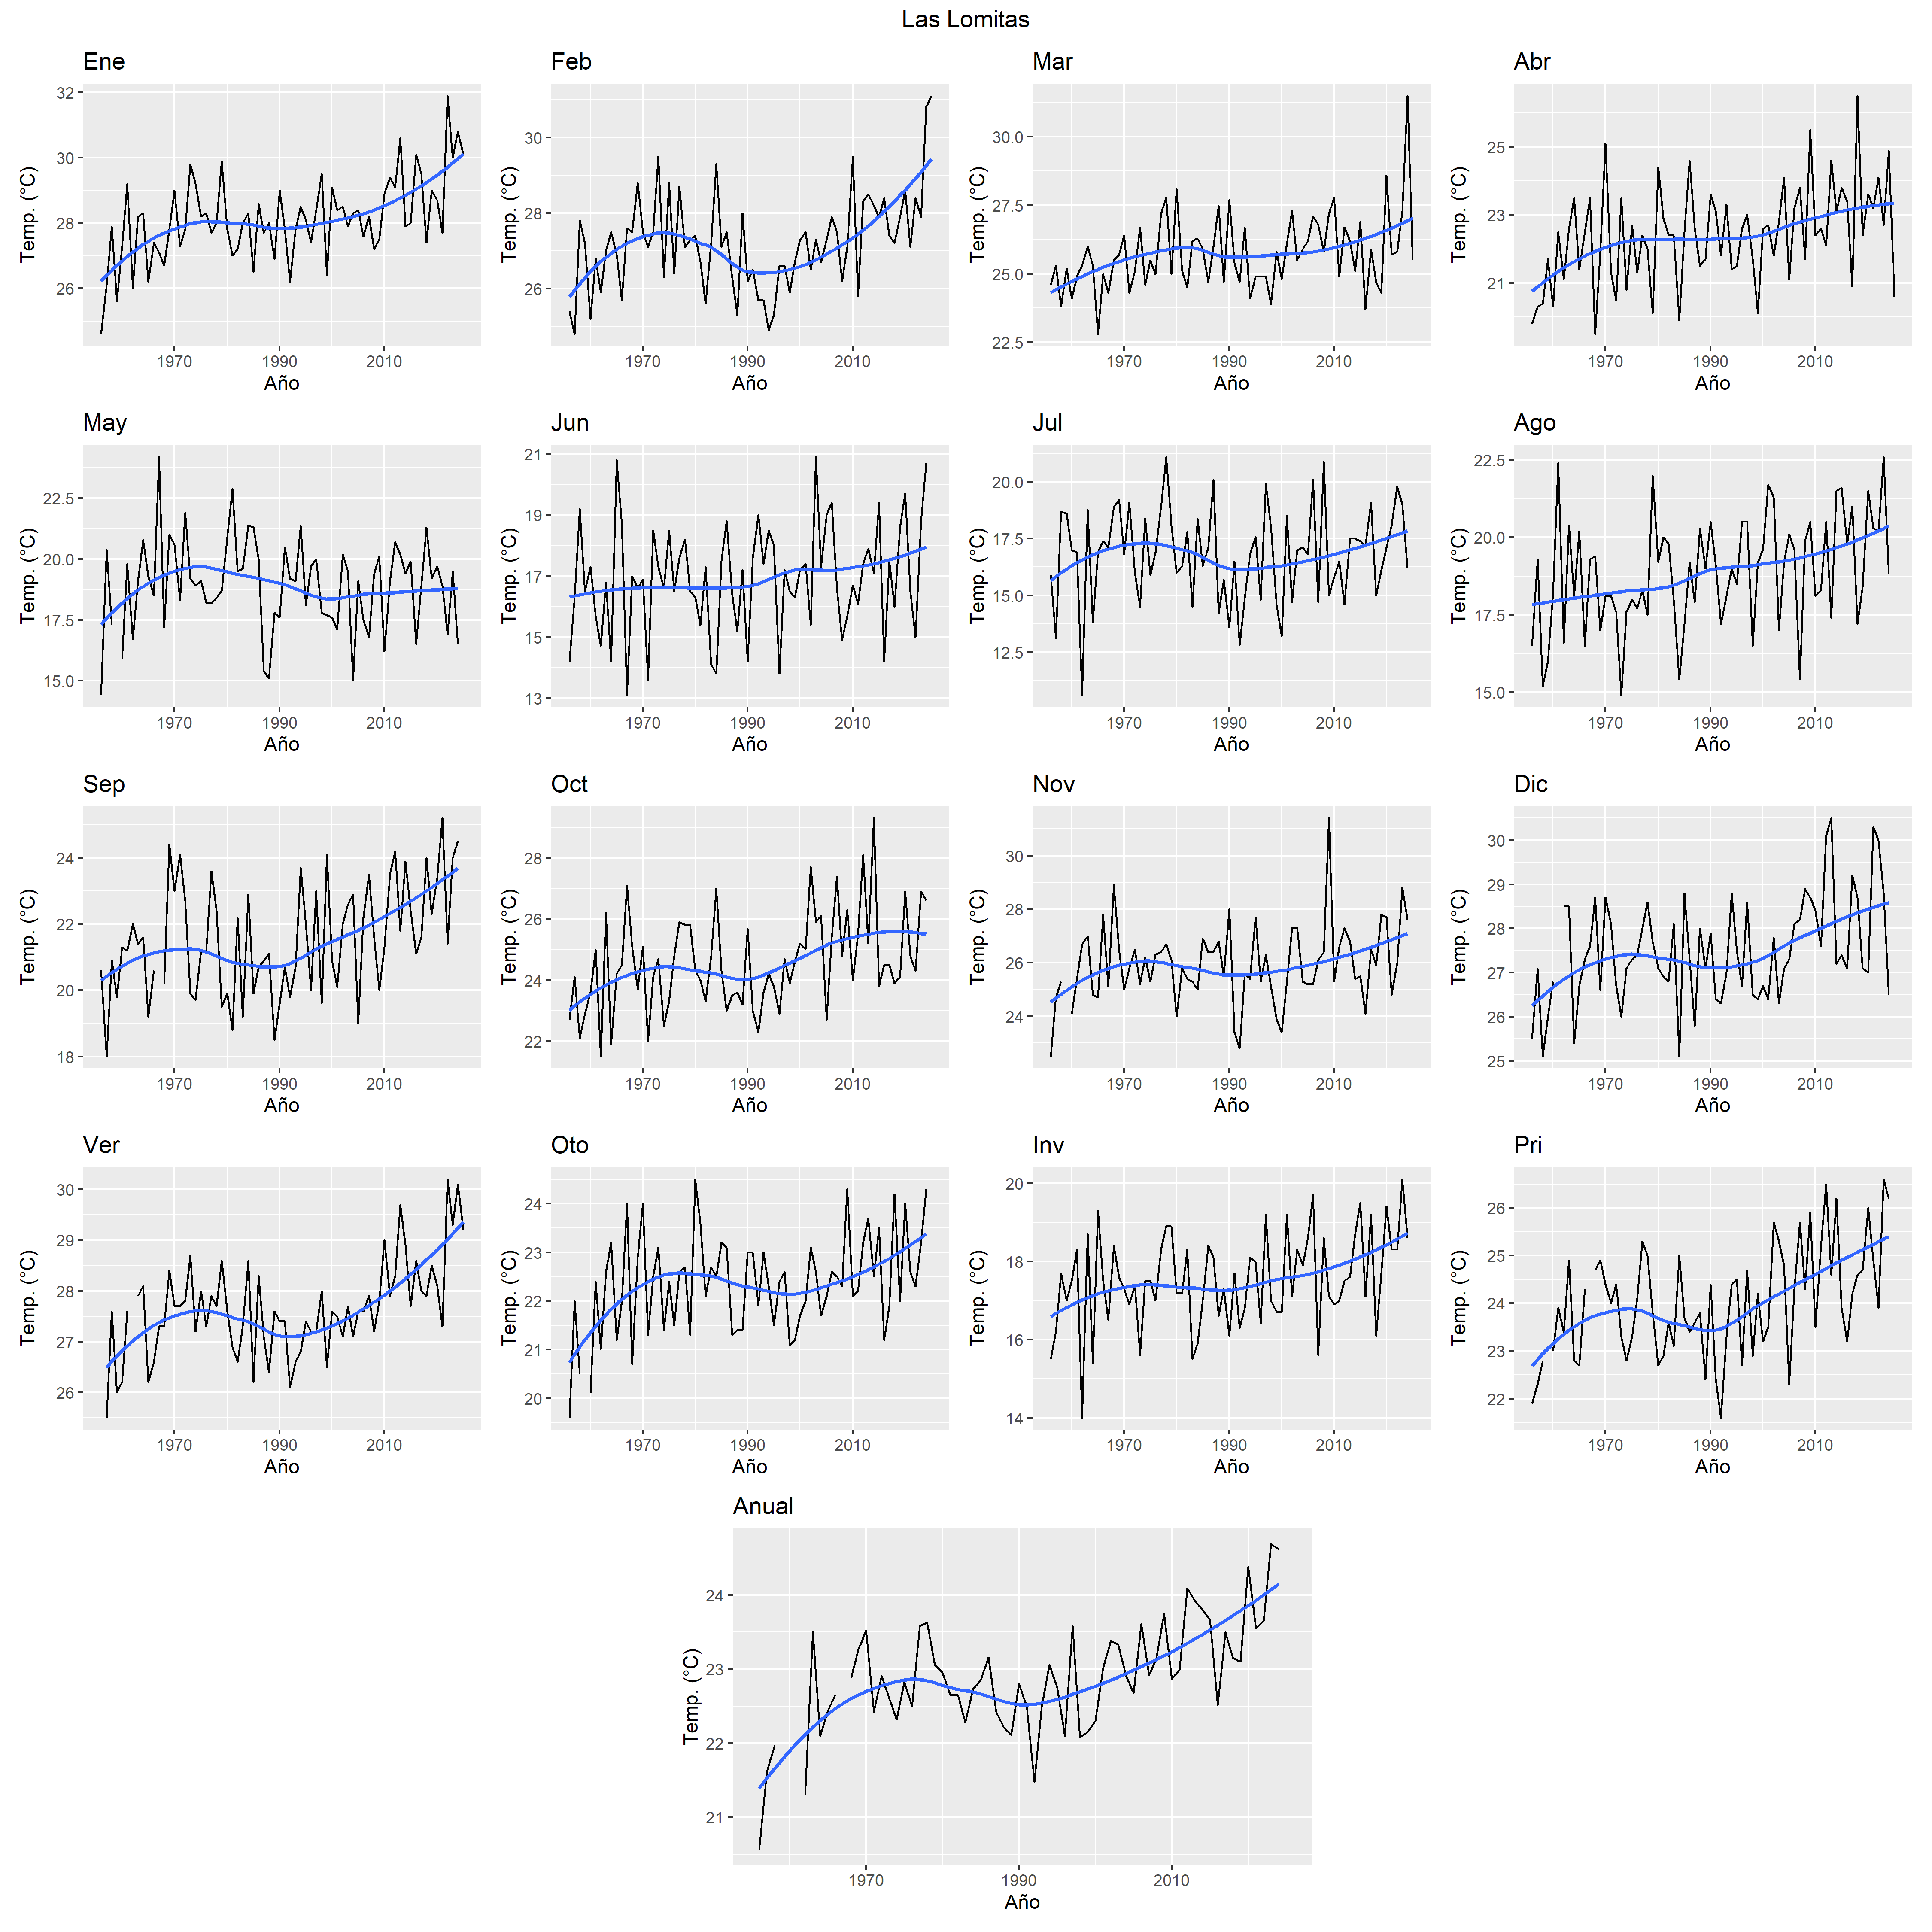 Las Lomitas
Ene Feb Mar Abr
Temp. (°C) 32 30 28 26
Temp. (°C) 30 28 26
Temp. (°C) 30.0 27.5 25.0 22.5
Temp. (°C) 25 23 21
1970 1990 2010 1970 1990 2010 1970 1990 2010 1970 1990 2010
Año Año Año Año
May Jun Jul Ago
Temp. (°C) 22.5 20.0 17.5 15.0
Temp. (°C) 21 19 17 15 13
Temp. (°C) 20.0 17.5 15.0 12.5
Temp. (°C) 22.5 20.0 17.5 15.0
1970 1990 2010 1970 1990 2010 1970 1990 2010 1970 1990 2010
Año Año Año Año
Sep Oct Nov Dic
Temp. (°C) 24 22 20 18
Temp. (°C) 28 26 24 22
Temp. (°C) 30 28 26 24
Temp. (°C) 30 29 28 27 26 25
1970 1990 2010 1970 1990 2010 1970 1990 2010 1970 1990 2010
Año Año Año Año
Ver Oto Inv Pri
Temp. (°C) 30 29 28 27 26
Temp. (°C) 24 23 22 21 20
Temp. (°C) 20 18 16 14
Temp. (°C) 26 25 24 23 22
1970 1990 2010 1970 1990 2010 1970 1990 2010 1970 1990 2010
Año Año Año Año
Anual
Temp. (°C) 24 23 22 21
1970 1990 2010
Año